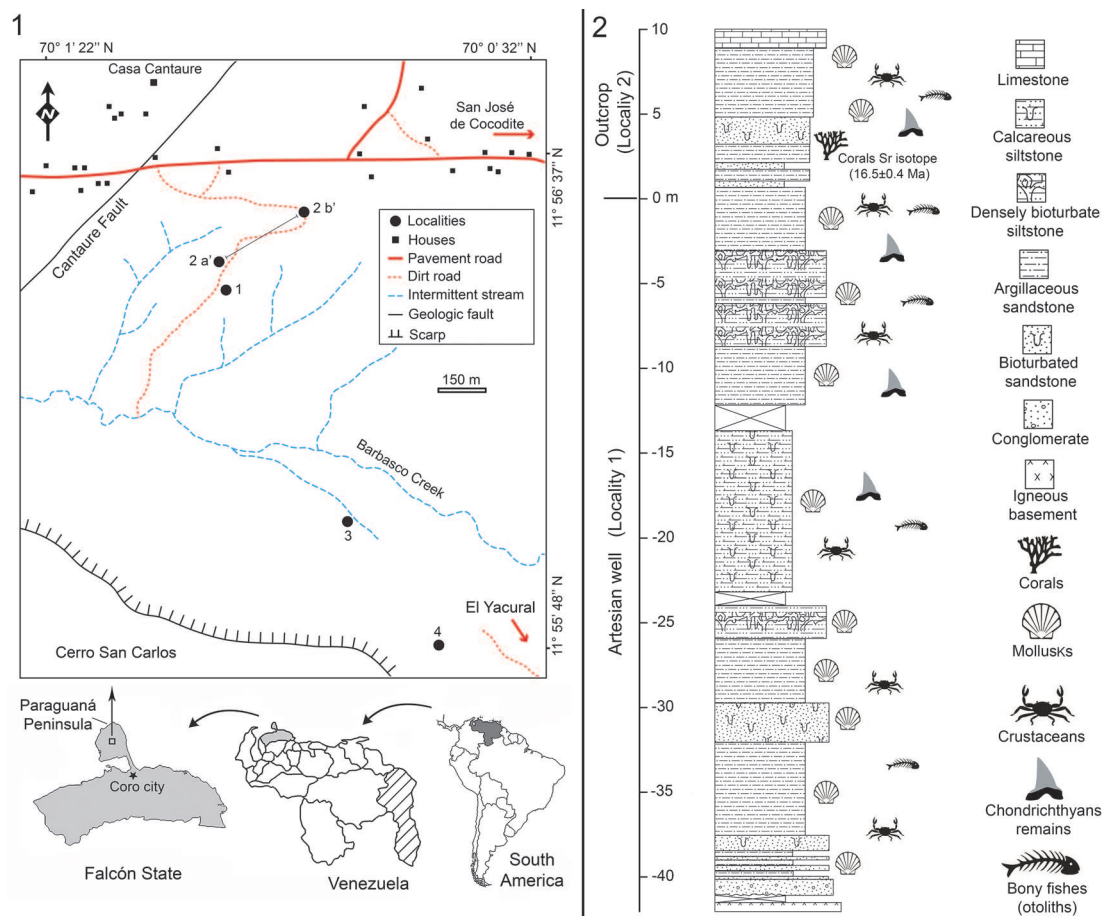 1
70° 1' 22" N
70° 0' 32" N
Casa Cantaure
N
San José
de Cocodite
11° 56' 37" N
Cantaure Fault
2 b'
2 a'
1
Localities
Houses
Pavement road
Dirt road
Intermittent stream
Geologic fault
Scarp
150 m
Barbasco Creek
3
El Yacural
4
11° 55' 48" N
Cerro San Carlos
Paraguaná
Peninsula
Coro city
Falcón State
Venezuela
South
America
2
Outcrop
(Localiy 2)
Artesian well (Locality 1)
10
5
0 m
-5
-10
-15
-20
-25
-30
-35
-40
Corals Sr isotope
(16.5±0.4 Ma)
Limestone
Calcareous
siltstone
Densely bioturbate
siltstone
Argillaceous
sandstone
Bioturbated
sandstone
Conglomerate
Igneous
basement
Corals
Mollusks
Crustaceans
Chondrichthyans
remains
Bony fishes
(otoliths)